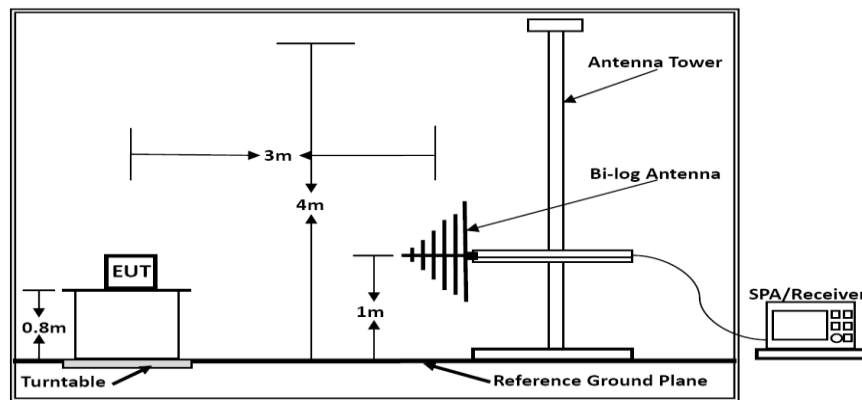 Antenna Tower
3m
Bi-log Antenna
4m
EUT
SPA/Receiver
0.8m
1m
Turntable
Reference Ground Plane